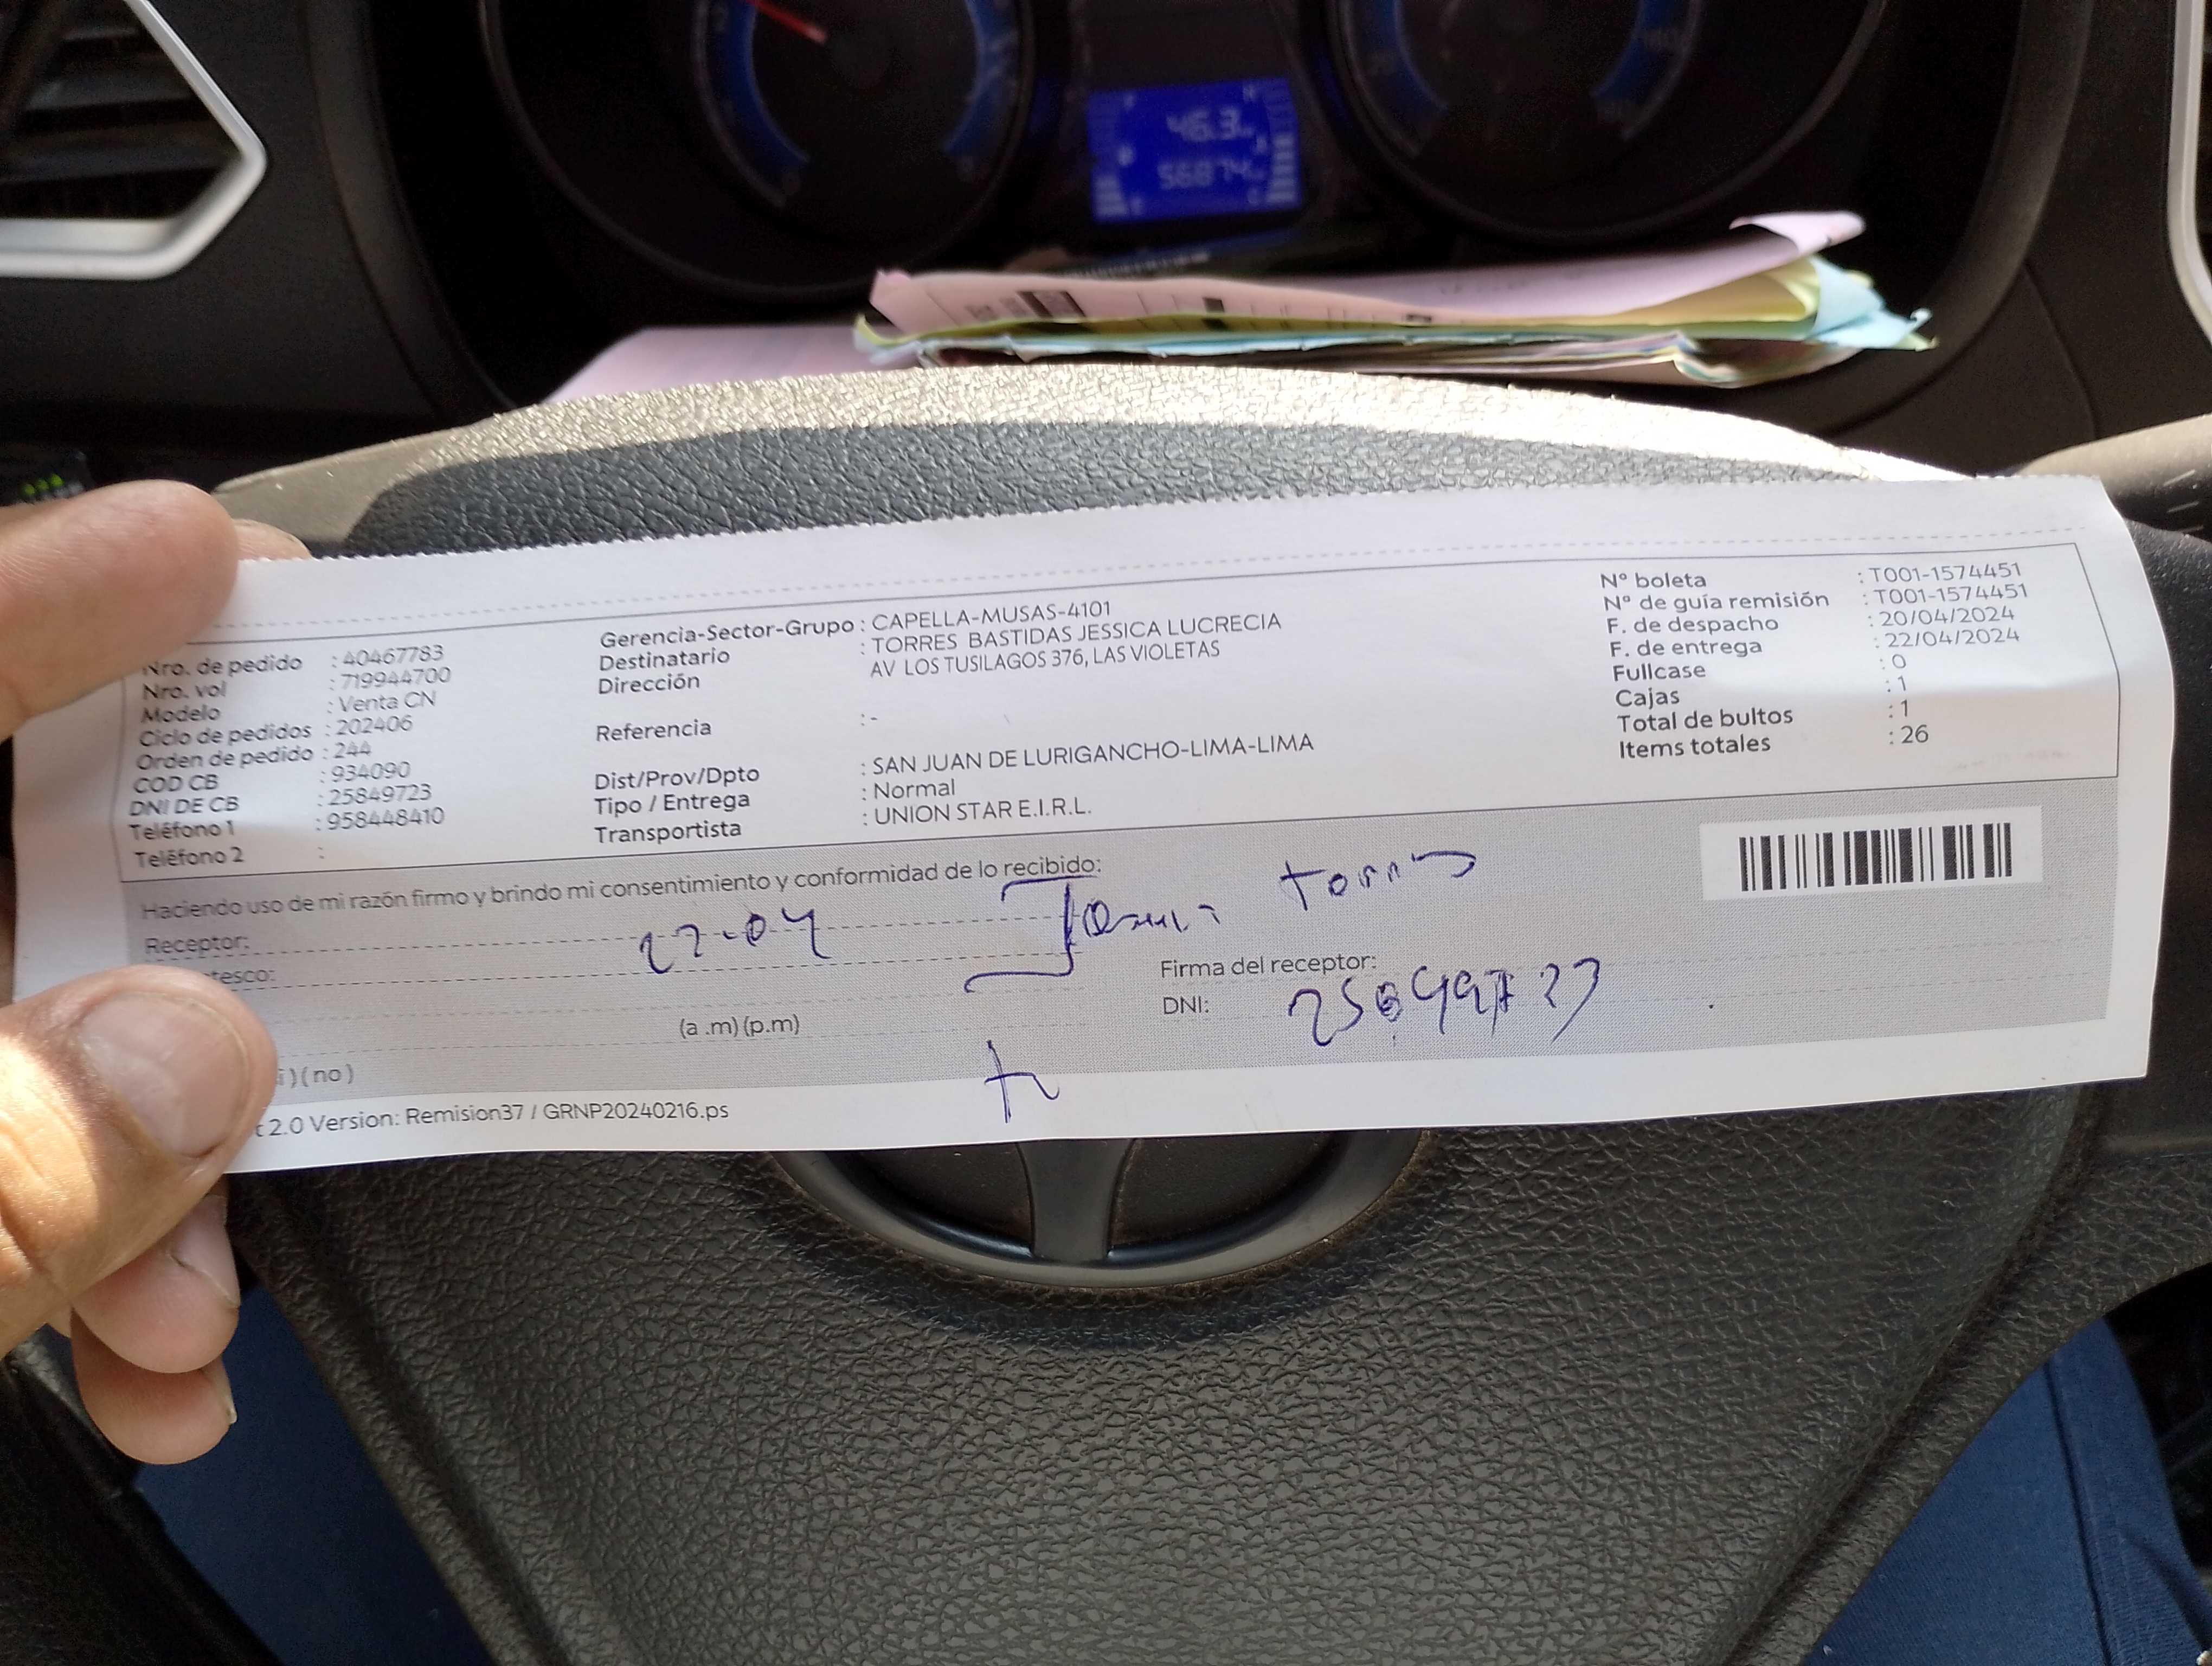 46.3
56874
Nro. de pedido : 40467783
Nro. vol : 719944700
Modelo : Venta CN
Ciclo de pedidos : 202406
Orden de pedido : 244
COD CB : 934090
DNI DE CB : 25849723
Teléfono 1 : 958448410
Teléfono 2 :
Gerencia-Sector-Grupo : CAPELLA-MUSAS-4101
Destinatario : TORRES BASTIDAS JESSICA LUCRECIA
Dirección AV LOS TUSILAGOS 376, LAS VIOLETAS
Referencia : -
Dist/Prov/Dpto : SAN JUAN DE LURIGANCHO-LIMA-LIMA
Tipo / Entrega : Normal
Transportista : UNION STAR E.I.R.L.
N° boleta : T001-1574451
N° de guía remisión : T001-1574451
F. de despacho : 20/04/2024
F. de entrega : 22/04/2024
Fullcase : 0
Cajas : 1
Total de bultos : 1
Items totales : 26
Haciendo uso de mi razón firmo y brindo mi consentimiento y conformidad de lo recibido:
Receptor: 22-04
tesco:
Firma del receptor:
DNI: 25849723
(a .m) (p.m)
) ( no )
t 2.0 Version: Remision37 / GRNP20240216.ps